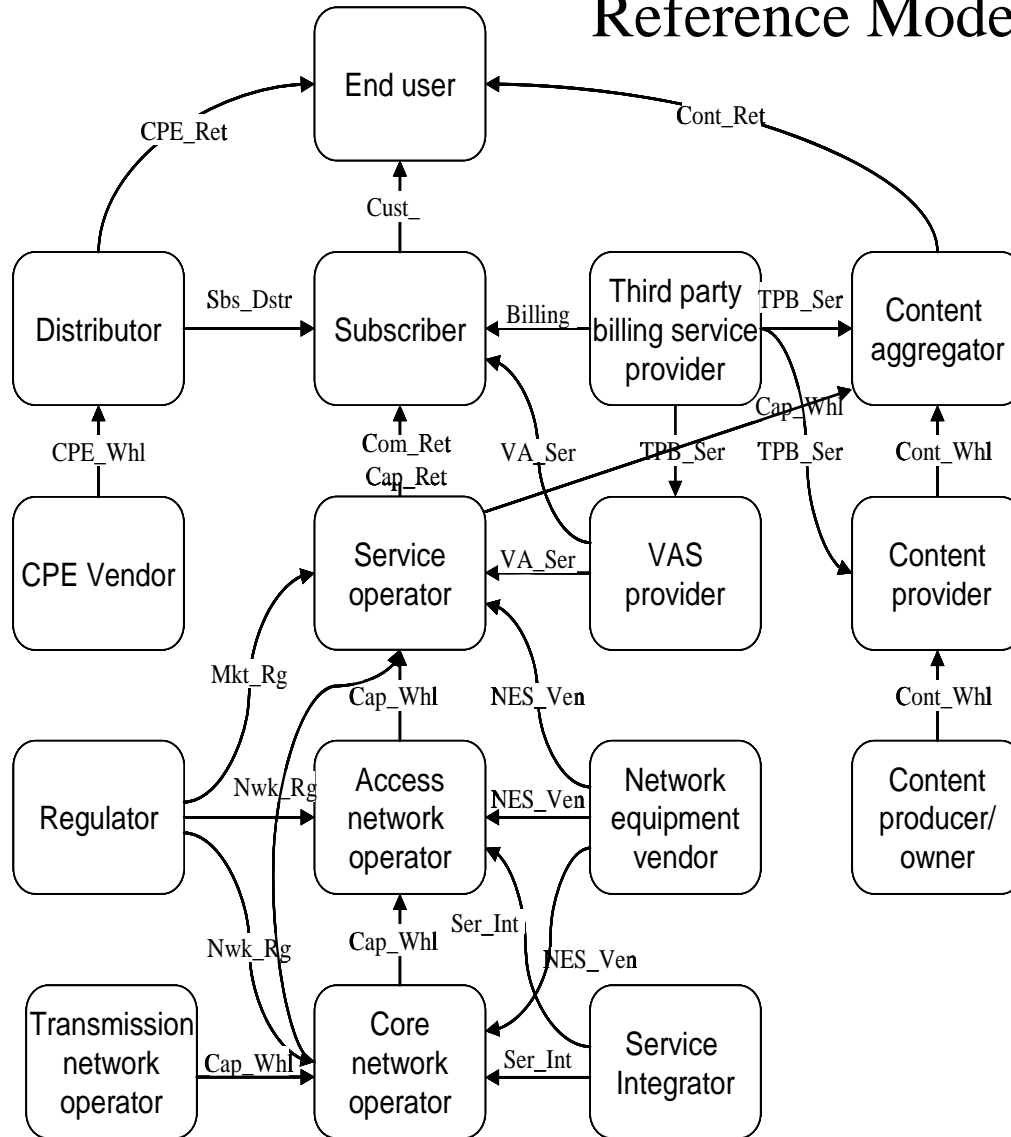 Reference Mode
End user
CPE_Ret
Cont_Ret
Cust_
Distributor
Sbs_Dstr
Subscriber
Billing
Third party
billing service
provider
TPB_Ser
Content
aggregator
CPE_Whl
Com_Ret
Cap_Ret
VA_Ser
TPB_Ser
Cap_Whl
TPB_Ser
Cont_Whl
CPE Vendor
Service
operator
VA_Ser
VAS
provider
Content
provider
Mkt_Rg
Cap_Whl
NES_Ven
Cont_Whl
Regulator
Nwk_Rg
Access
network
operator
NES_Ven
Network
equipment
vendor
Content
producer/
owner
Nwk_Rg
Cap_Whl
Ser_Int
NES_Ven
Transmission
network
operator
Cap_Whl
Core
network
operator
Ser_Int
Service
Integrator